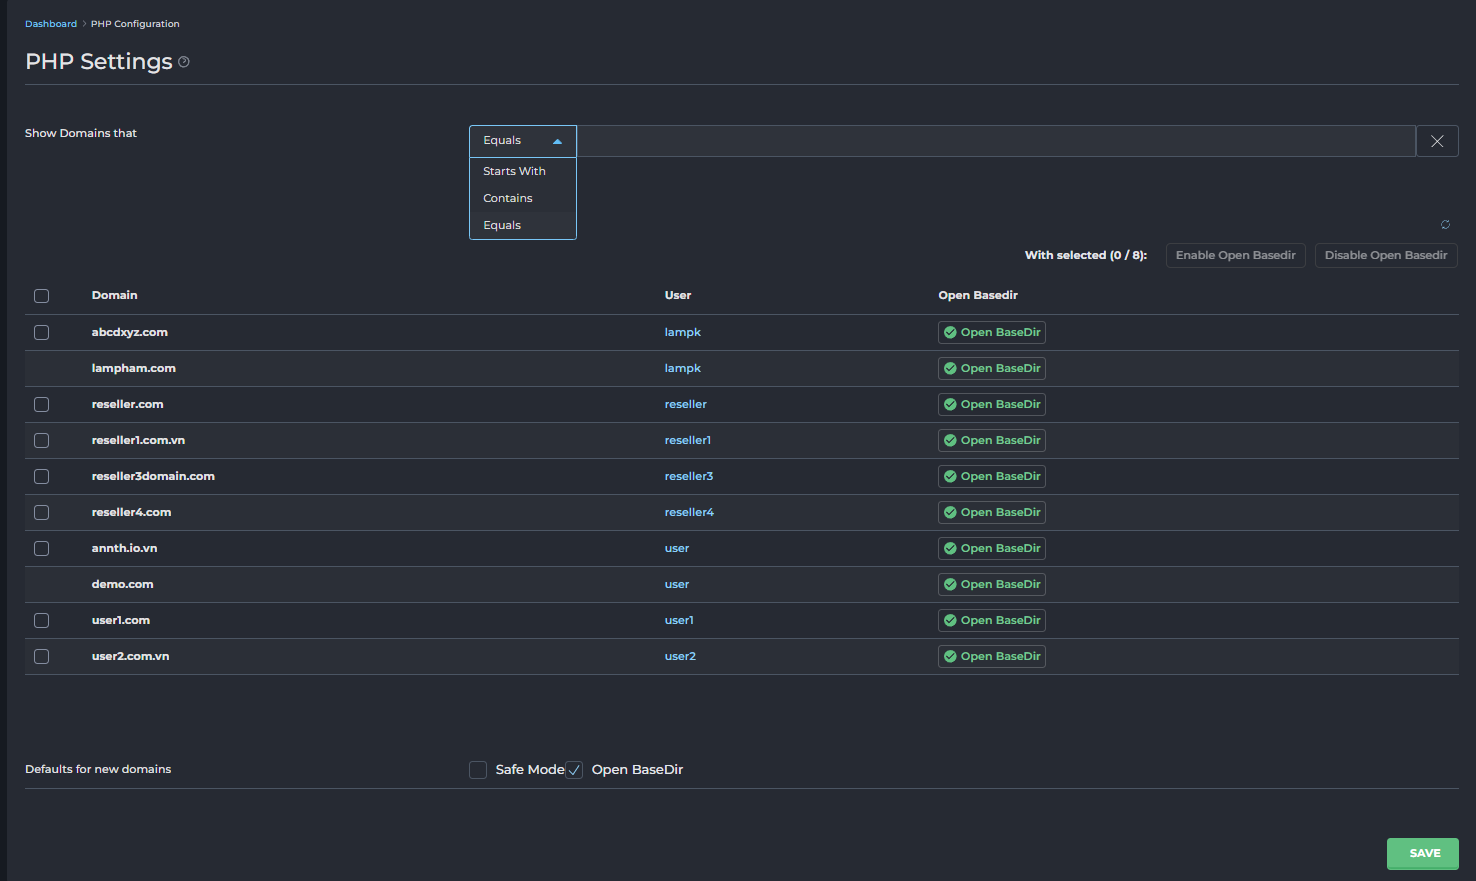 Dashboard > PHP Configuration
PHP Settings
Show Domains that
Equals
Starts With
Contains
Equals
With selected (0 / 8): Enable Open Basedir Disable Open Basedir
Domain User Open Basedir
abcdxyz.com lampk Open BaseDir
lampham.com lampk Open BaseDir
reseller.com reseller Open BaseDir
reseller1.com.vn reseller1 Open BaseDir
reseller3domain.com reseller3 Open BaseDir
reseller4.com reseller4 Open BaseDir
annth.io.vn user Open BaseDir
demo.com user Open BaseDir
user1.com user1 Open BaseDir
user2.com.vn user2 Open BaseDir
Defaults for new domains Safe Mode Open BaseDir
SAVE